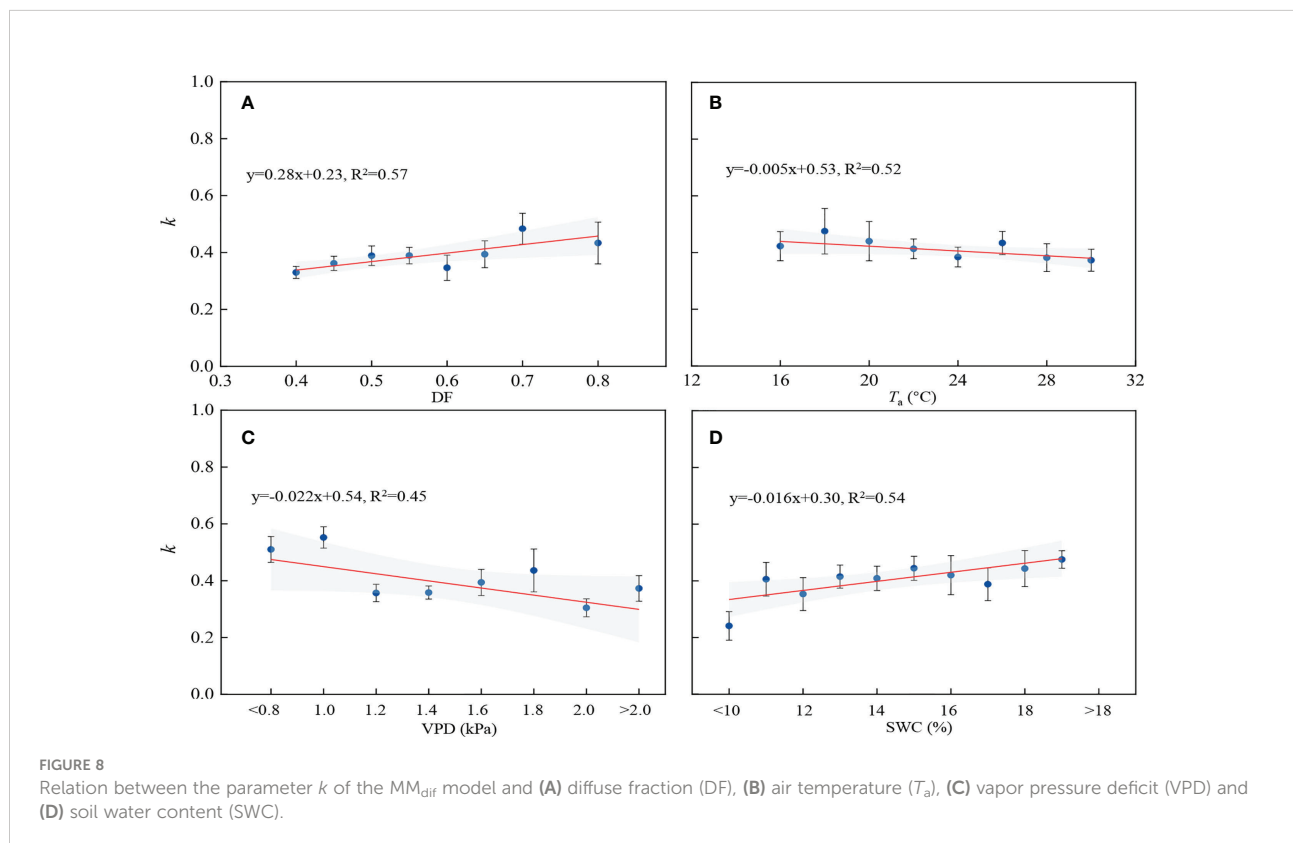 A
y=0.28x+0.23, R²=0.57
k
1.0
0.8
0.6
0.4
0.2
0.0
0.3 0.4 0.5 0.6 0.7 0.8
DF
B
y=-0.005x+0.53, R²=0.52
12 16 20 24 28 32
Ta (°C)
C
y=-0.022x+0.54, R²=0.45
k
1.0
0.8
0.6
0.4
0.2
0.0
<0.8 1.0 1.2 1.4 1.6 1.8 2.0 >2.0
VPD (kPa)
D
y=-0.016x+0.30, R²=0.54
<10 12 14 16 18 >18
SWC (%)
FIGURE 8
Relation between the parameter k of the MMdif model and (A) diffuse fraction (DF), (B) air temperature (Ta), (C) vapor pressure deficit (VPD) and
(D) soil water content (SWC).